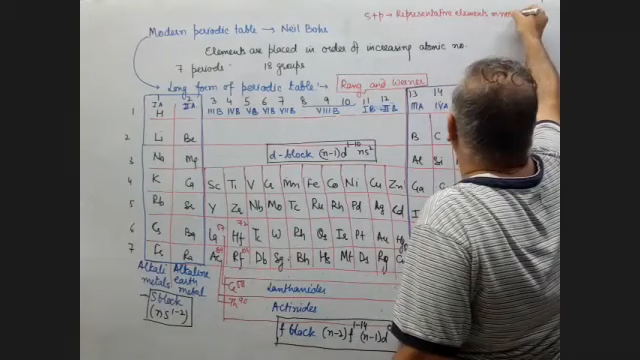 s+p → Representative elements or
Modern periodic table → Neil Bohr
Elements are placed in order of increasing atomic no.
7 periods 18 groups
Long form of periodic table:- Rang and Werner
1 2 3 4 5 6 7 8 9 10 11 12 13 14
IA IIA IIIB IVB VB VIB VIIB VIIIB IB IIB IIIA IVA
1 H
2 Li Be B C
d-block (n-1)d¹⁻¹⁰ ns²
3 Na Mg Al Si
4 K Ca Sc Ti V Cr Mn Fe Co Ni Cu Zn Ga G
5 Rb Sr Y Zr Nb Mo Tc Ru Rh Pd Ag Cd I
57 72
6 Cs Ba La Hf Ta W Rh Os Ir Pt Au Hg
7 Ra Ac Rf Db Sg Bh Hs Mt Ds Rg C
Alkali metals
Alkaline earth metal
Ce⁵⁸ Lanthanides
Th⁹⁰ Actinides
S block (ns¹⁻²)
f block (n-2)f¹⁻¹⁴ (n-1)d